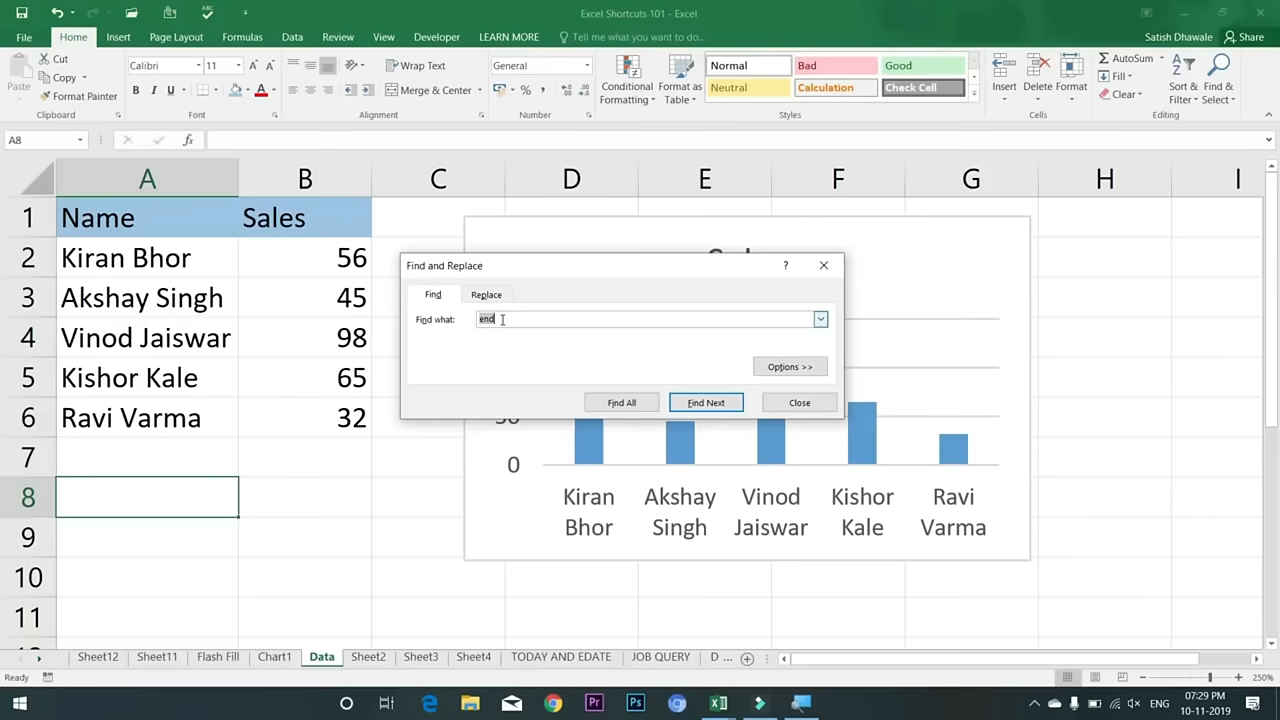 Excel Shortcuts 101 - Excel
File Home Insert Page Layout Formulas Data Review View Developer LEARN MORE Tell me what you want to do... Satish Dhawale Share
Paste
Cut
Copy
Format Painter
Clipboard
Calibri 11
Font
Wrap Text
Merge & Center
Alignment
General
Number
Conditional Formatting
Format as Table
Normal Bad Good
Neutral Calculation Check Cell
Styles
Insert Delete Format
Cells
AutoSum
Fill
Clear
Sort & Filter
Find & Select
Editing
A8
A B C D E F G H I
1 Name Sales
2 Kiran Bhor 56
3 Akshay Singh 45
4 Vinod Jaiswar 98
5 Kishor Kale 65
6 Ravi Varma 32
7
8
9
10
11
Find and Replace
Find Replace
Find what: end
Options >>
Find All Find Next Close
0
Kiran Bhor
Akshay Singh
Vinod Jaiswar
Kishor Kale
Ravi Varma
Sheet12 Sheet11 Flash Fill Chart1 Data Sheet2 Sheet3 Sheet4 TODAY AND EDATE JOB QUERY D ...
Ready 250%
ENG 07:29 PM
10-11-2019